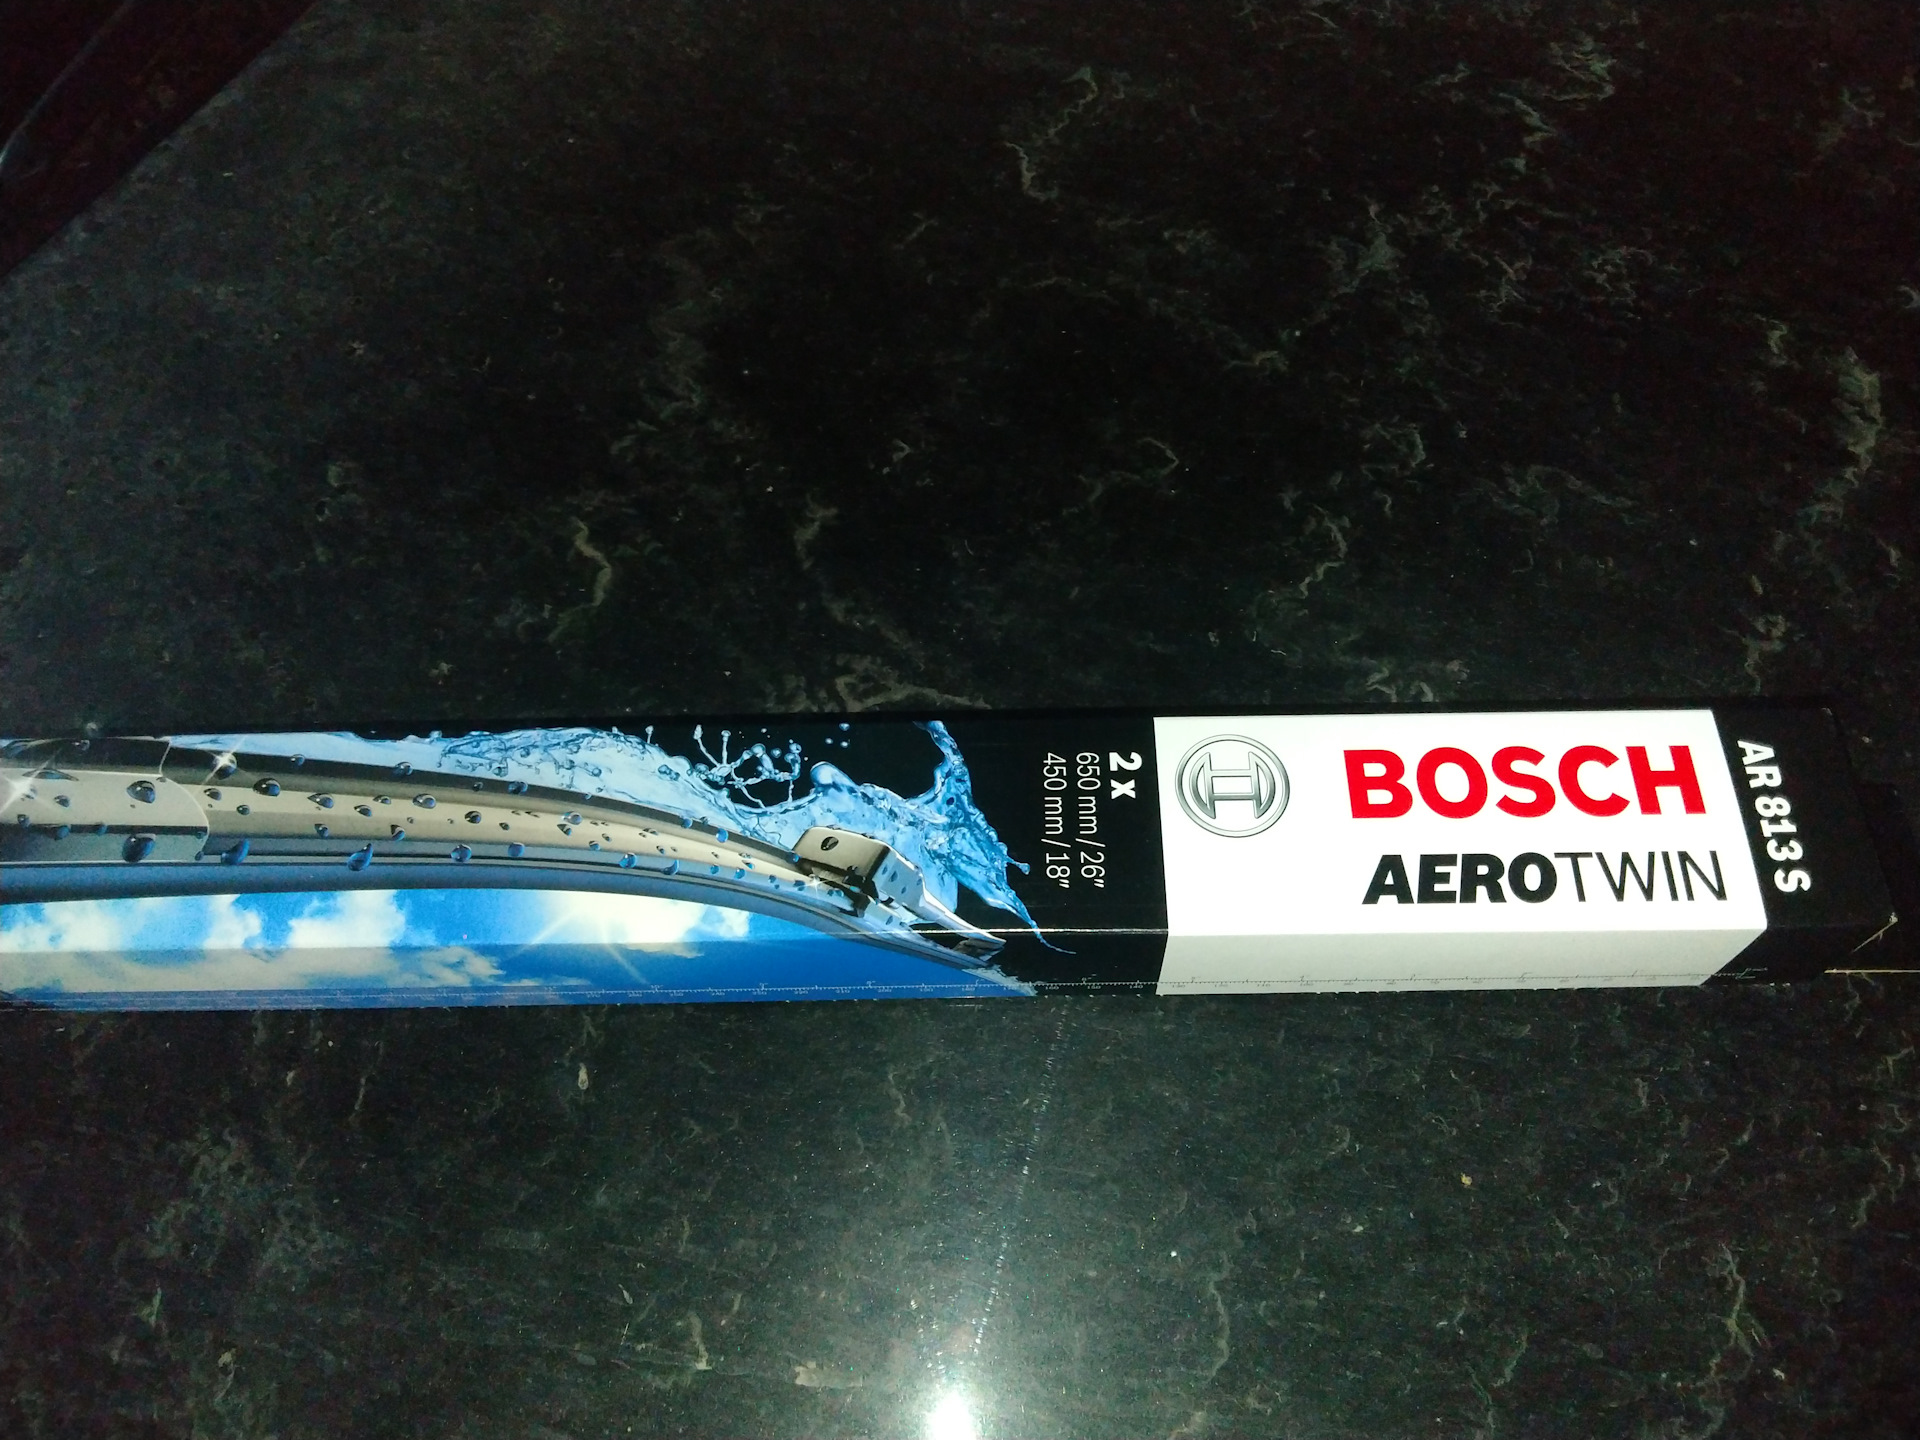 2 x
650 mm / 26"
450 mm / 18"
BOSCH
AEROTWIN
AR 813 S